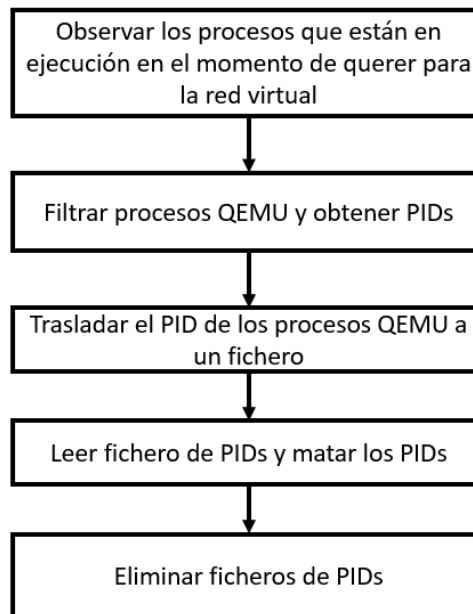 Observar los procesos que están en
ejecución en el momento de querer para
la red virtual
Filtrar procesos QEMU y obtener PIDs
Trasladar el PID de los procesos QEMU a
un fichero
Leer fichero de PIDs y matar los PIDs
Eliminar ficheros de PIDs